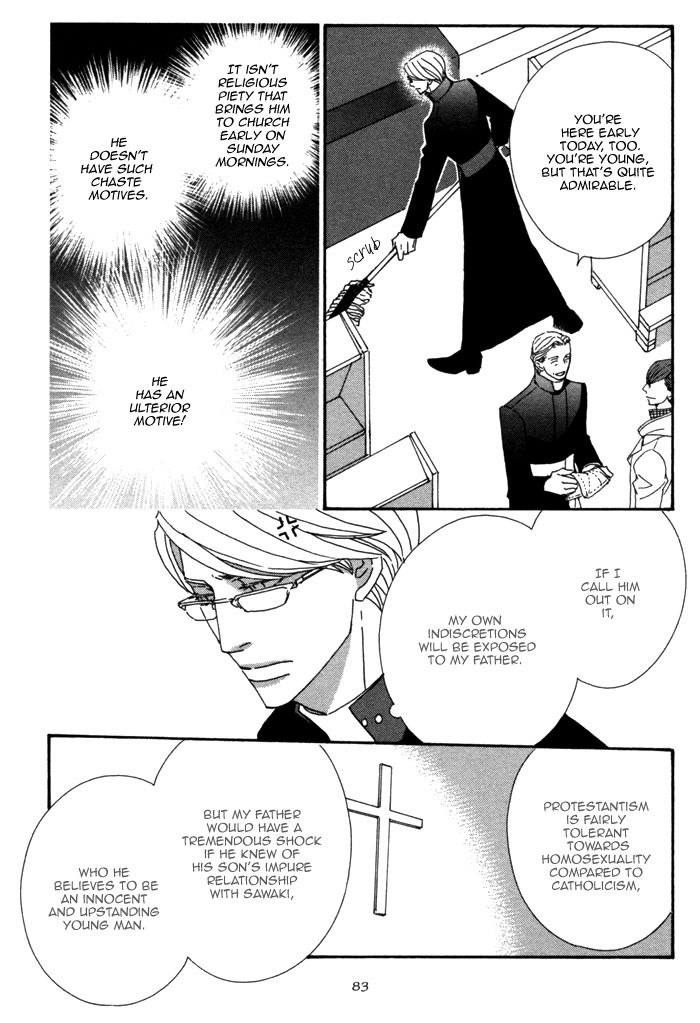 YOU'RE
HERE EARLY
TODAY, TOO.
YOU'RE YOUNG,
BUT THAT'S QUITE
ADMIRABLE.
scrub
IT ISN'T
RELIGIOUS
PIETY THAT
BRINGS HIM
TO CHURCH
EARLY ON
SUNDAY
MORNINGS.
HE
DOESN'T
HAVE SUCH
CHASTE
MOTIVES.
HE
HAS AN
ULTERIOR
MOTIVE!
IF I
CALL HIM
OUT ON
IT,
MY OWN
INDISCRETIONS
WILL BE EXPOSED
TO MY FATHER.
PROTESTANTISM
IS FAIRLY
TOLERANT
TOWARDS
HOMOSEXUALITY
COMPARED TO
CATHOLICISM,
BUT MY FATHER
WOULD HAVE A
TREMENDOUS SHOCK
IF HE KNEW OF
HIS SON'S IMPURE
RELATIONSHIP
WITH SAWAKI,
WHO HE
BELIEVES TO BE
AN INNOCENT
AND UPSTANDING
YOUNG MAN.
83